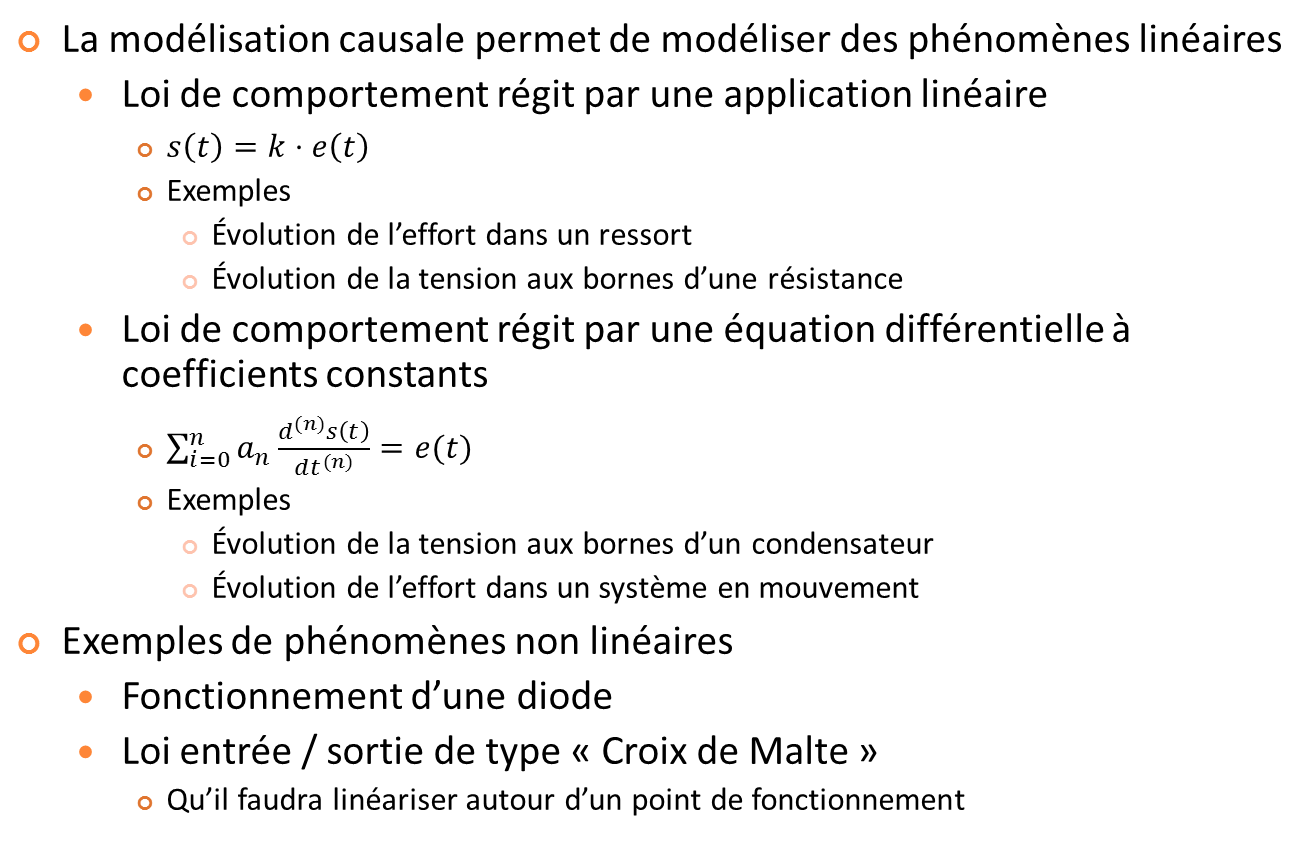 La modélisation causale permet de modéliser des phénomènes linéaires
Loi de comportement régit par une application linéaire
s(t) = k · e(t)
Exemples
Évolution de l’effort dans un ressort
Évolution de la tension aux bornes d’une résistance
Loi de comportement régit par une équation différentielle à
coefficients constants
∑_{i=0}^{n} a_n \frac{d^{(n)}s(t)}{dt^{(n)}} = e(t)
Exemples
Évolution de la tension aux bornes d’un condensateur
Évolution de l’effort dans un système en mouvement
Exemples de phénomènes non linéaires
Fonctionnement d’une diode
Loi entrée / sortie de type « Croix de Malte »
Qu’il faudra linéariser autour d’un point de fonctionnement